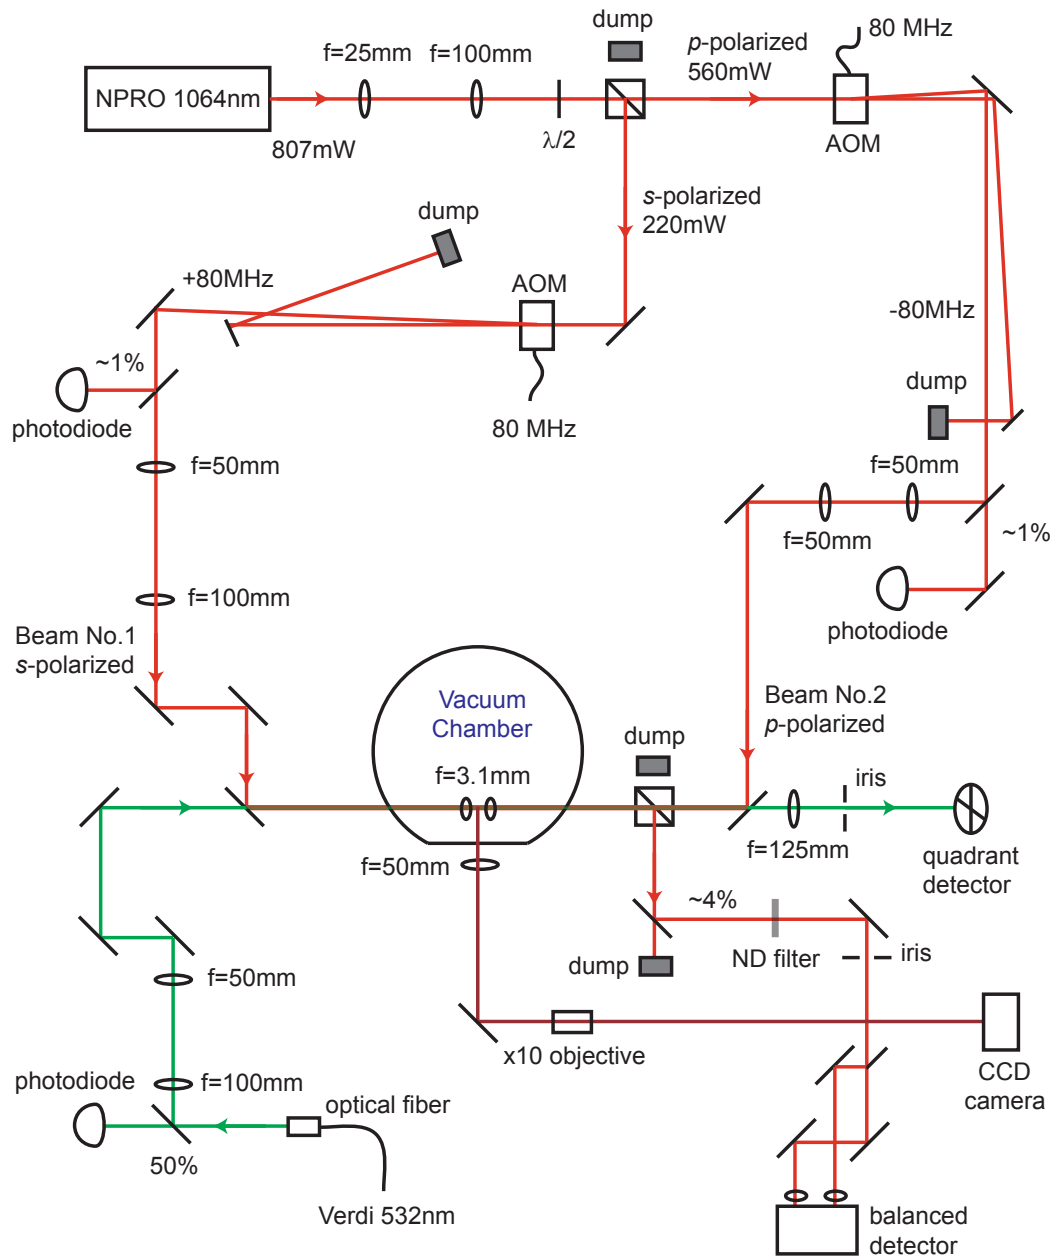 dump
f=25mm
f=100mm
p-polarized
560mW
80 MHz
NPRO 1064nm
807mW
λ/2
AOM
s-polarized
220mW
dump
+80MHz
AOM
-80MHz
~1%
photodiode
80 MHz
dump
f=50mm
f=50mm
f=50mm
~1%
f=100mm
photodiode
Beam No.1
s-polarized
Vacuum
Chamber
Beam No.2
p-polarized
dump
f=3.1mm
iris
f=50mm
f=125mm
quadrant
detector
~4%
dump
ND filter
iris
f=50mm
x10 objective
CCD
camera
photodiode
f=100mm
optical fiber
50%
Verdi 532nm
balanced
detector